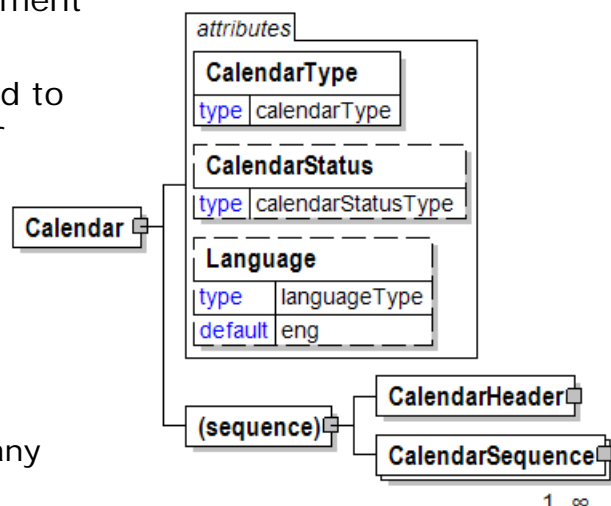 ment
d to
attributes
CalendarType
type calendarType
CalendarStatus
type calendarStatusType
Calendar
Language
type languageType
default eng
CalendarHeader
(sequence)
any
CalendarSequence
1 ∞